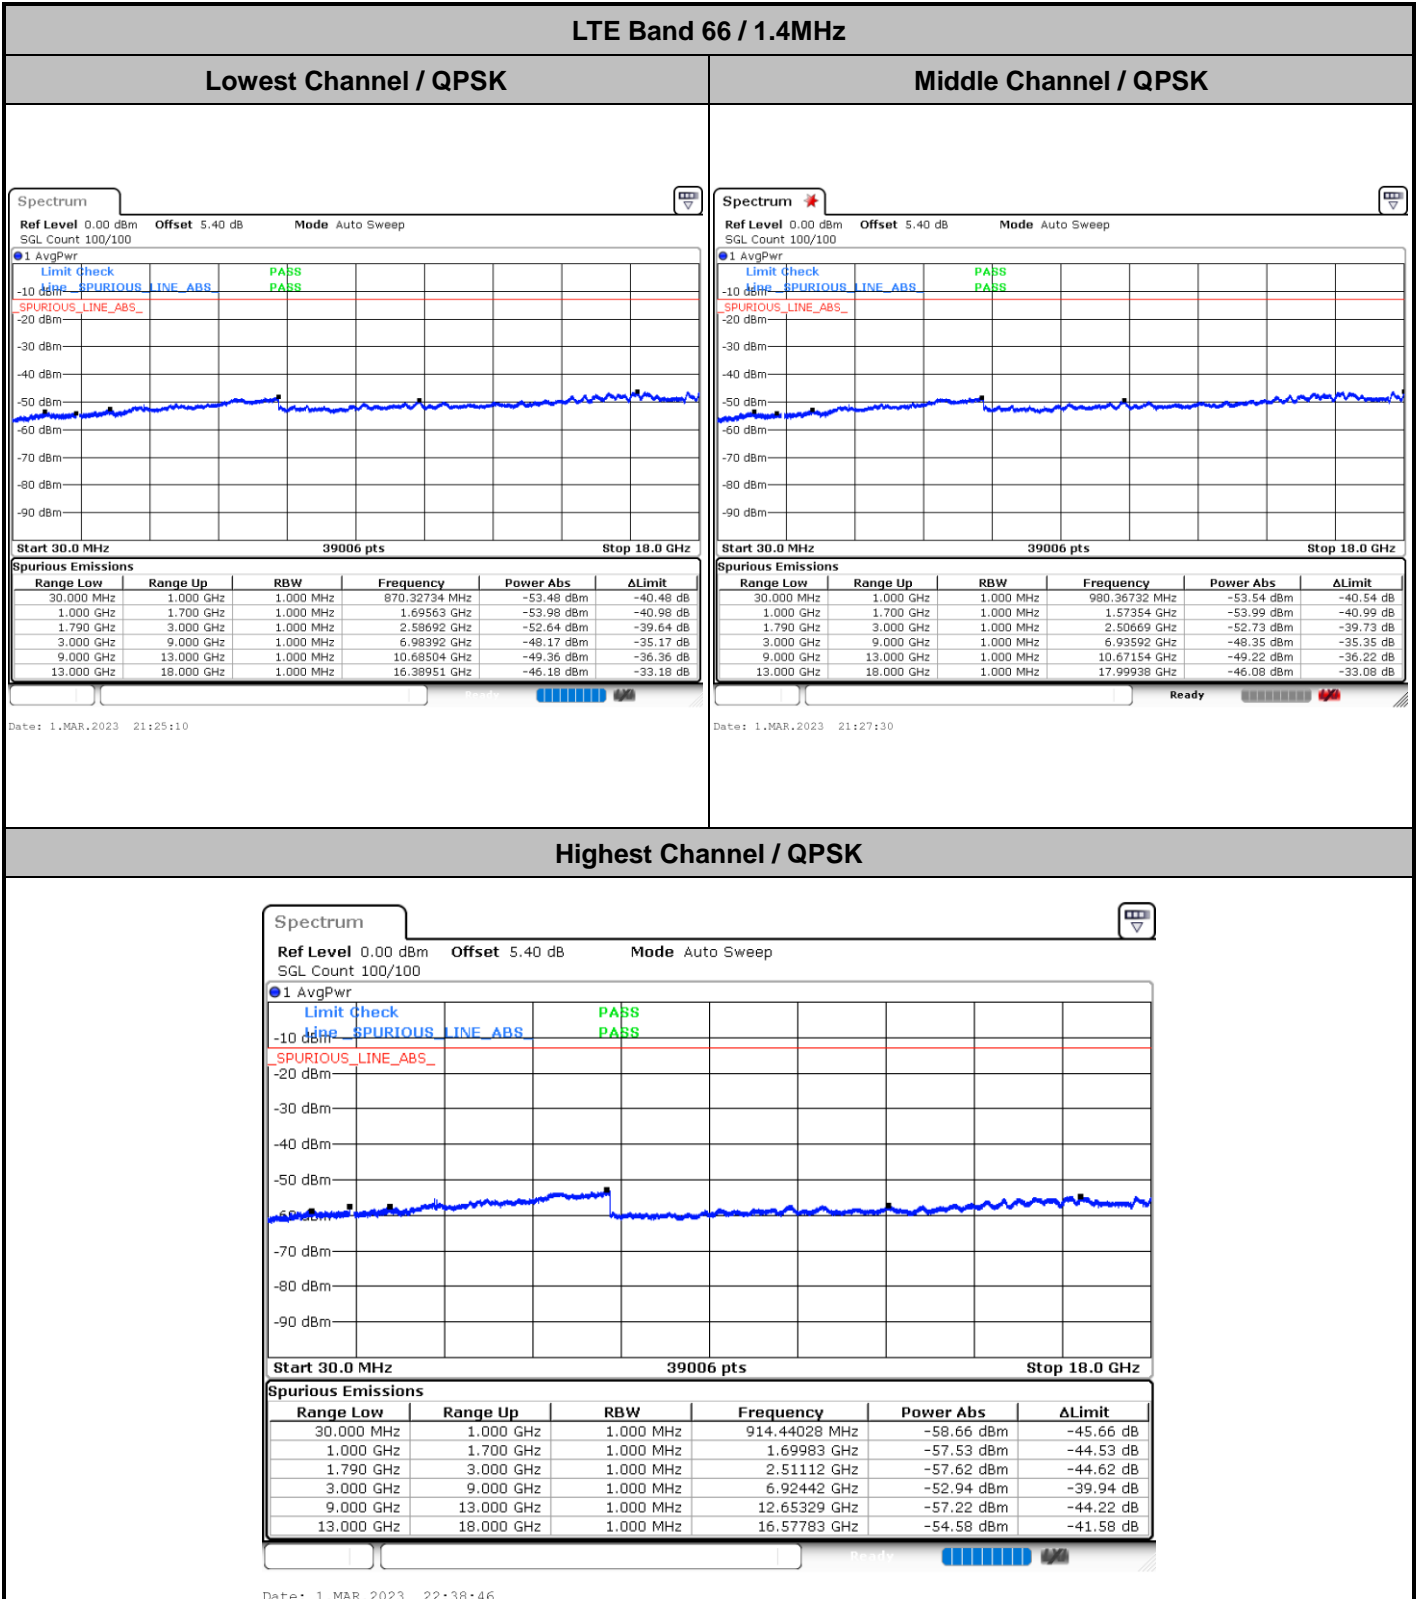 LTE Band 66 / 1.4MHz
Lowest Channel / QPSK
Middle Channel / QPSK
Spectrum
Ref Level 0.00 dBm Offset 5.40 dB Mode Auto Sweep
SGL Count 100/100
1 AvgPwr
Limit Check PASS
-10 dBm Line _SPURIOUS_LINE_ABS_ PASS
_SPURIOUS_LINE_ABS_
-20 dBm
-30 dBm
-40 dBm
-50 dBm
-60 dBm
-70 dBm
-80 dBm
-90 dBm
Start 30.0 MHz 39006 pts Stop 18.0 GHz
Spurious Emissions
Range Low Range Up RBW Frequency Power Abs ΔLimit
30.000 MHz 1.000 GHz 1.000 MHz 870.32734 MHz -53.48 dBm -40.48 dB
1.000 GHz 1.700 GHz 1.000 MHz 1.69563 GHz -53.98 dBm -40.98 dB
1.790 GHz 3.000 GHz 1.000 MHz 2.58692 GHz -52.64 dBm -39.64 dB
3.000 GHz 9.000 GHz 1.000 MHz 6.98392 GHz -48.17 dBm -35.17 dB
9.000 GHz 13.000 GHz 1.000 MHz 10.68504 GHz -49.36 dBm -36.36 dB
13.000 GHz 18.000 GHz 1.000 MHz 16.38951 GHz -46.18 dBm -33.18 dB
Ready
Date: 1.MAR.2023 21:25:10
Spectrum
Ref Level 0.00 dBm Offset 5.40 dB Mode Auto Sweep
SGL Count 100/100
1 AvgPwr
Limit Check PASS
-10 dBm Line _SPURIOUS_LINE_ABS_ PASS
_SPURIOUS_LINE_ABS_
-20 dBm
-30 dBm
-40 dBm
-50 dBm
-60 dBm
-70 dBm
-80 dBm
-90 dBm
Start 30.0 MHz 39006 pts Stop 18.0 GHz
Spurious Emissions
Range Low Range Up RBW Frequency Power Abs ΔLimit
30.000 MHz 1.000 GHz 1.000 MHz 980.36732 MHz -53.54 dBm -40.54 dB
1.000 GHz 1.700 GHz 1.000 MHz 1.57354 GHz -53.99 dBm -40.99 dB
1.790 GHz 3.000 GHz 1.000 MHz 2.50669 GHz -52.73 dBm -39.73 dB
3.000 GHz 9.000 GHz 1.000 MHz 6.93592 GHz -48.35 dBm -35.35 dB
9.000 GHz 13.000 GHz 1.000 MHz 10.67154 GHz -49.22 dBm -36.22 dB
13.000 GHz 18.000 GHz 1.000 MHz 17.99938 GHz -46.08 dBm -33.08 dB
Ready
Date: 1.MAR.2023 21:27:30
Highest Channel / QPSK
Spectrum
Ref Level 0.00 dBm Offset 5.40 dB Mode Auto Sweep
SGL Count 100/100
1 AvgPwr
Limit Check PASS
-10 dBm Line _SPURIOUS_LINE_ABS_ PASS
_SPURIOUS_LINE_ABS_
-20 dBm
-30 dBm
-40 dBm
-50 dBm
-60 dBm
-70 dBm
-80 dBm
-90 dBm
Start 30.0 MHz 39006 pts Stop 18.0 GHz
Spurious Emissions
Range Low Range Up RBW Frequency Power Abs ΔLimit
30.000 MHz 1.000 GHz 1.000 MHz 914.44028 MHz -58.66 dBm -45.66 dB
1.000 GHz 1.700 GHz 1.000 MHz 1.69983 GHz -57.53 dBm -44.53 dB
1.790 GHz 3.000 GHz 1.000 MHz 2.51112 GHz -57.62 dBm -44.62 dB
3.000 GHz 9.000 GHz 1.000 MHz 6.92442 GHz -52.94 dBm -39.94 dB
9.000 GHz 13.000 GHz 1.000 MHz 12.65329 GHz -57.22 dBm -44.22 dB
13.000 GHz 18.000 GHz 1.000 MHz 16.57783 GHz -54.58 dBm -41.58 dB
Ready
Date: 1.MAR.2023 22:38:46